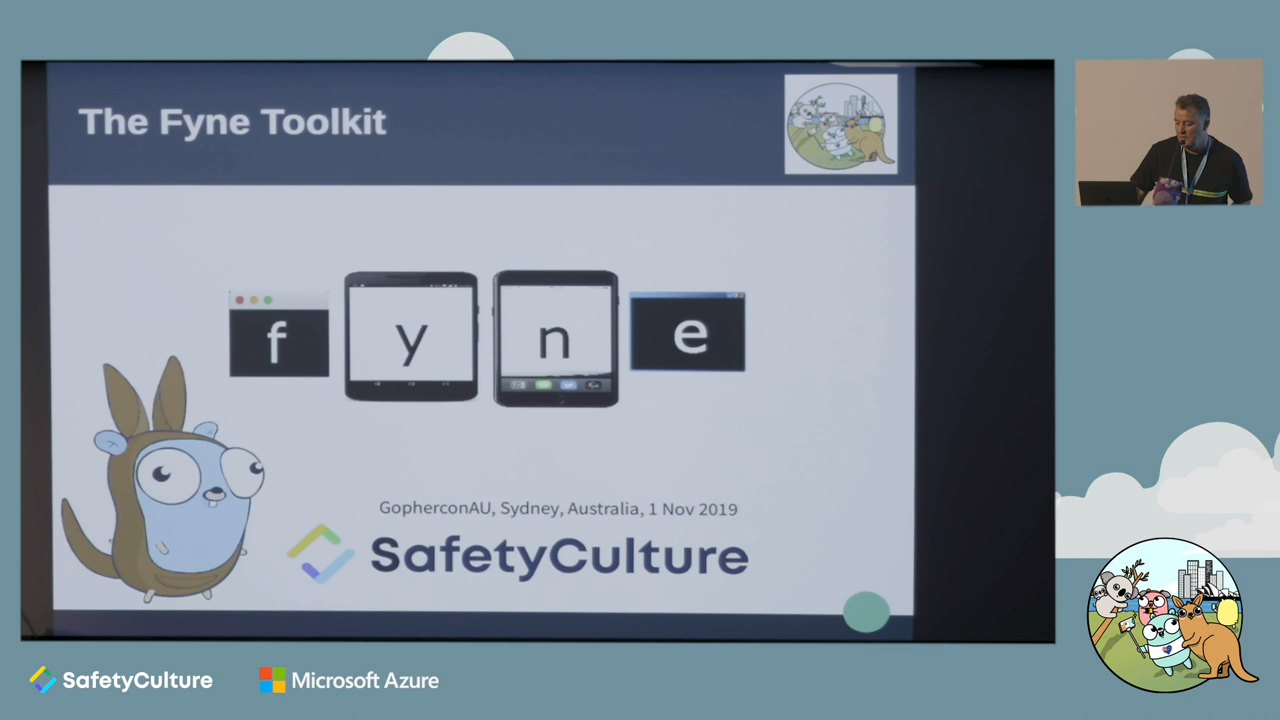 The Fyne Toolkit
f y n e
GopherconAU, Sydney, Australia, 1 Nov 2019
SafetyCulture
SafetyCulture
Microsoft Azure